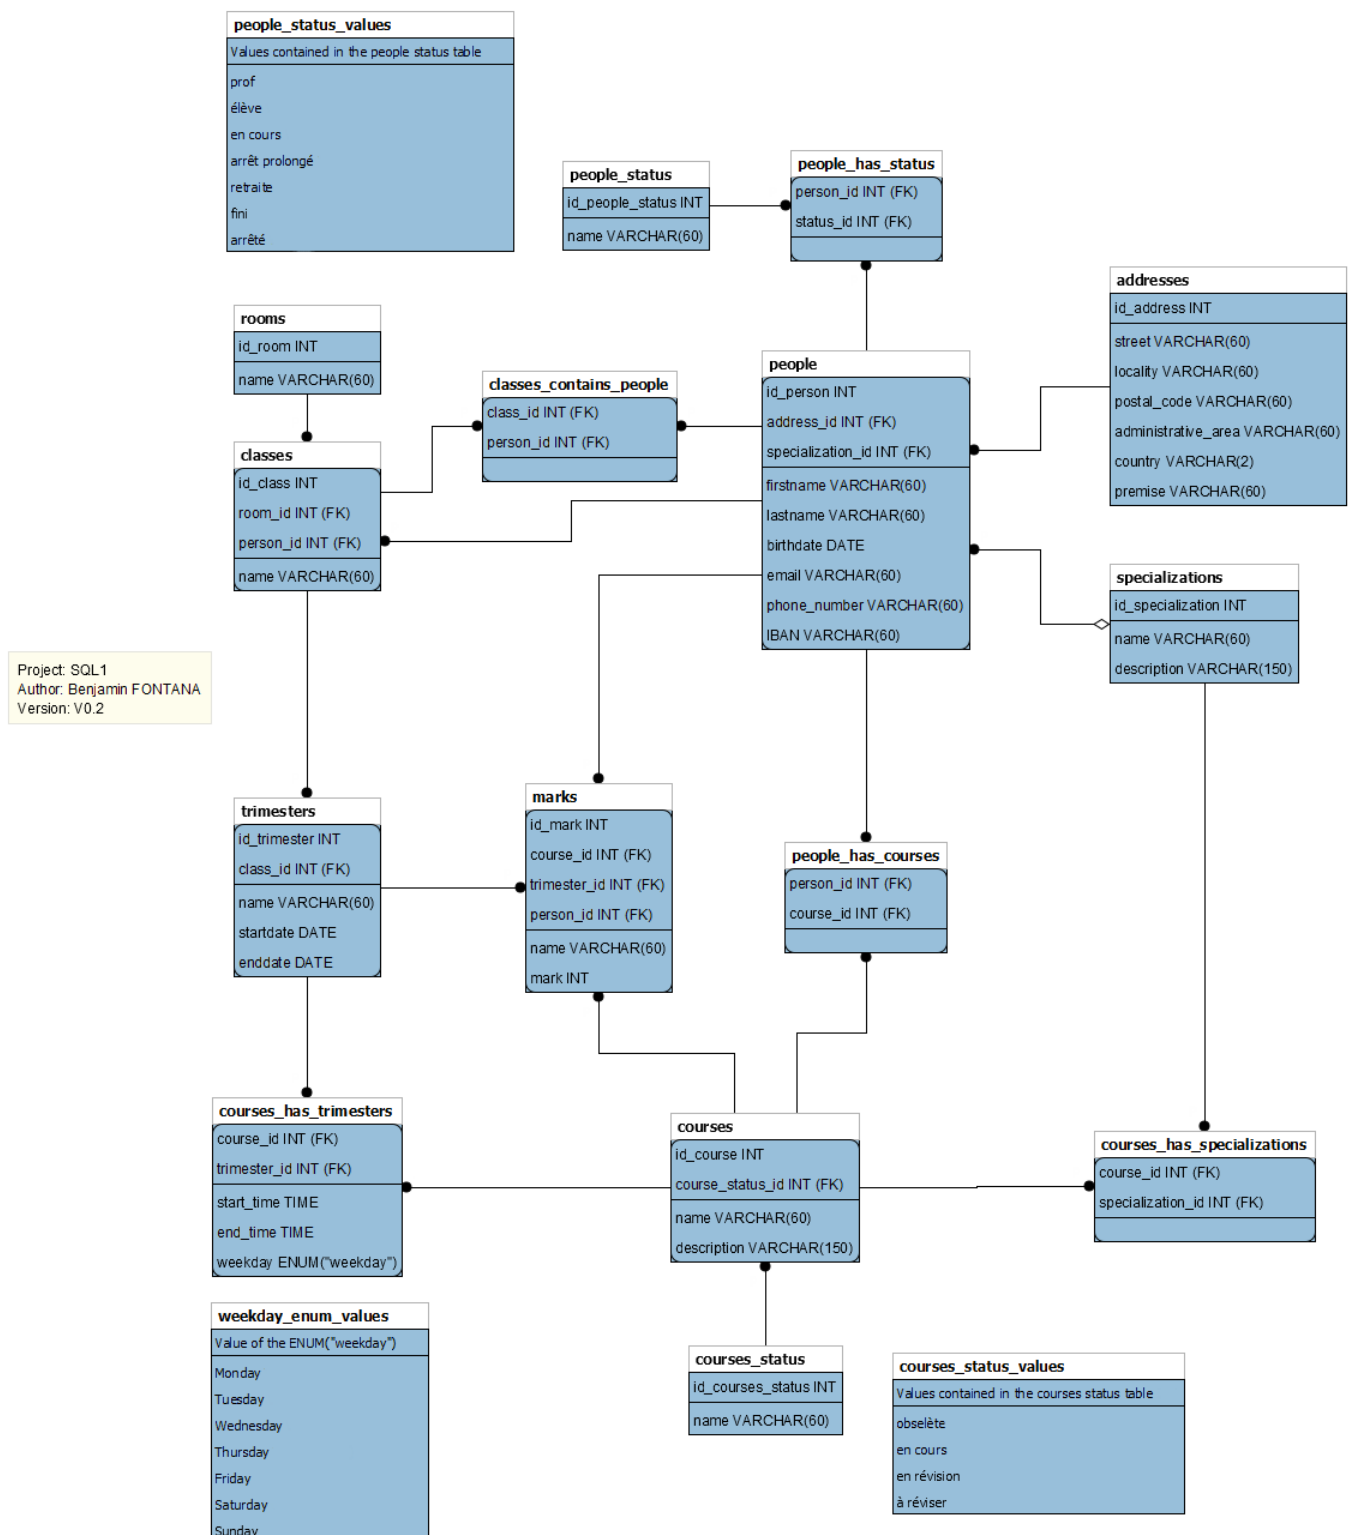 people_status_values
Values contained in the people status table
prof
élève
en cours
arrêt prolongé
retraite
fini
arrêté
people_status
id_people_status INT
name VARCHAR(60)
people_has_status
person_id INT (FK)
status_id INT (FK)
addresses
id_address INT
street VARCHAR(60)
locality VARCHAR(60)
postal_code VARCHAR(60)
administrative_area VARCHAR(60)
country VARCHAR(2)
premise VARCHAR(60)
rooms
id_room INT
name VARCHAR(60)
classes_contains_people
class_id INT (FK)
person_id INT (FK)
people
id_person INT
address_id INT (FK)
specialization_id INT (FK)
firstname VARCHAR(60)
lastname VARCHAR(60)
birthdate DATE
email VARCHAR(60)
phone_number VARCHAR(60)
IBAN VARCHAR(60)
classes
id_class INT
room_id INT (FK)
person_id INT (FK)
name VARCHAR(60)
specializations
id_specialization INT
name VARCHAR(60)
description VARCHAR(150)
Project: SQL1
Author: Benjamin FONTANA
Version: V0.2
trimesters
id_trimester INT
class_id INT (FK)
name VARCHAR(60)
startdate DATE
enddate DATE
marks
id_mark INT
course_id INT (FK)
trimester_id INT (FK)
person_id INT (FK)
name VARCHAR(60)
mark INT
people_has_courses
person_id INT (FK)
course_id INT (FK)
courses_has_trimesters
course_id INT (FK)
trimester_id INT (FK)
start_time TIME
end_time TIME
weekday ENUM("weekday")
courses
id_course INT
course_status_id INT (FK)
name VARCHAR(60)
description VARCHAR(150)
courses_has_specializations
course_id INT (FK)
specialization_id INT (FK)
weekday_enum_values
Value of the ENUM("weekday")
Monday
Tuesday
Wednesday
Thursday
Friday
Saturday
Sunday
courses_status
id_courses_status INT
name VARCHAR(60)
courses_status_values
Values contained in the courses status table
obselète
en cours
en révision
à réviser